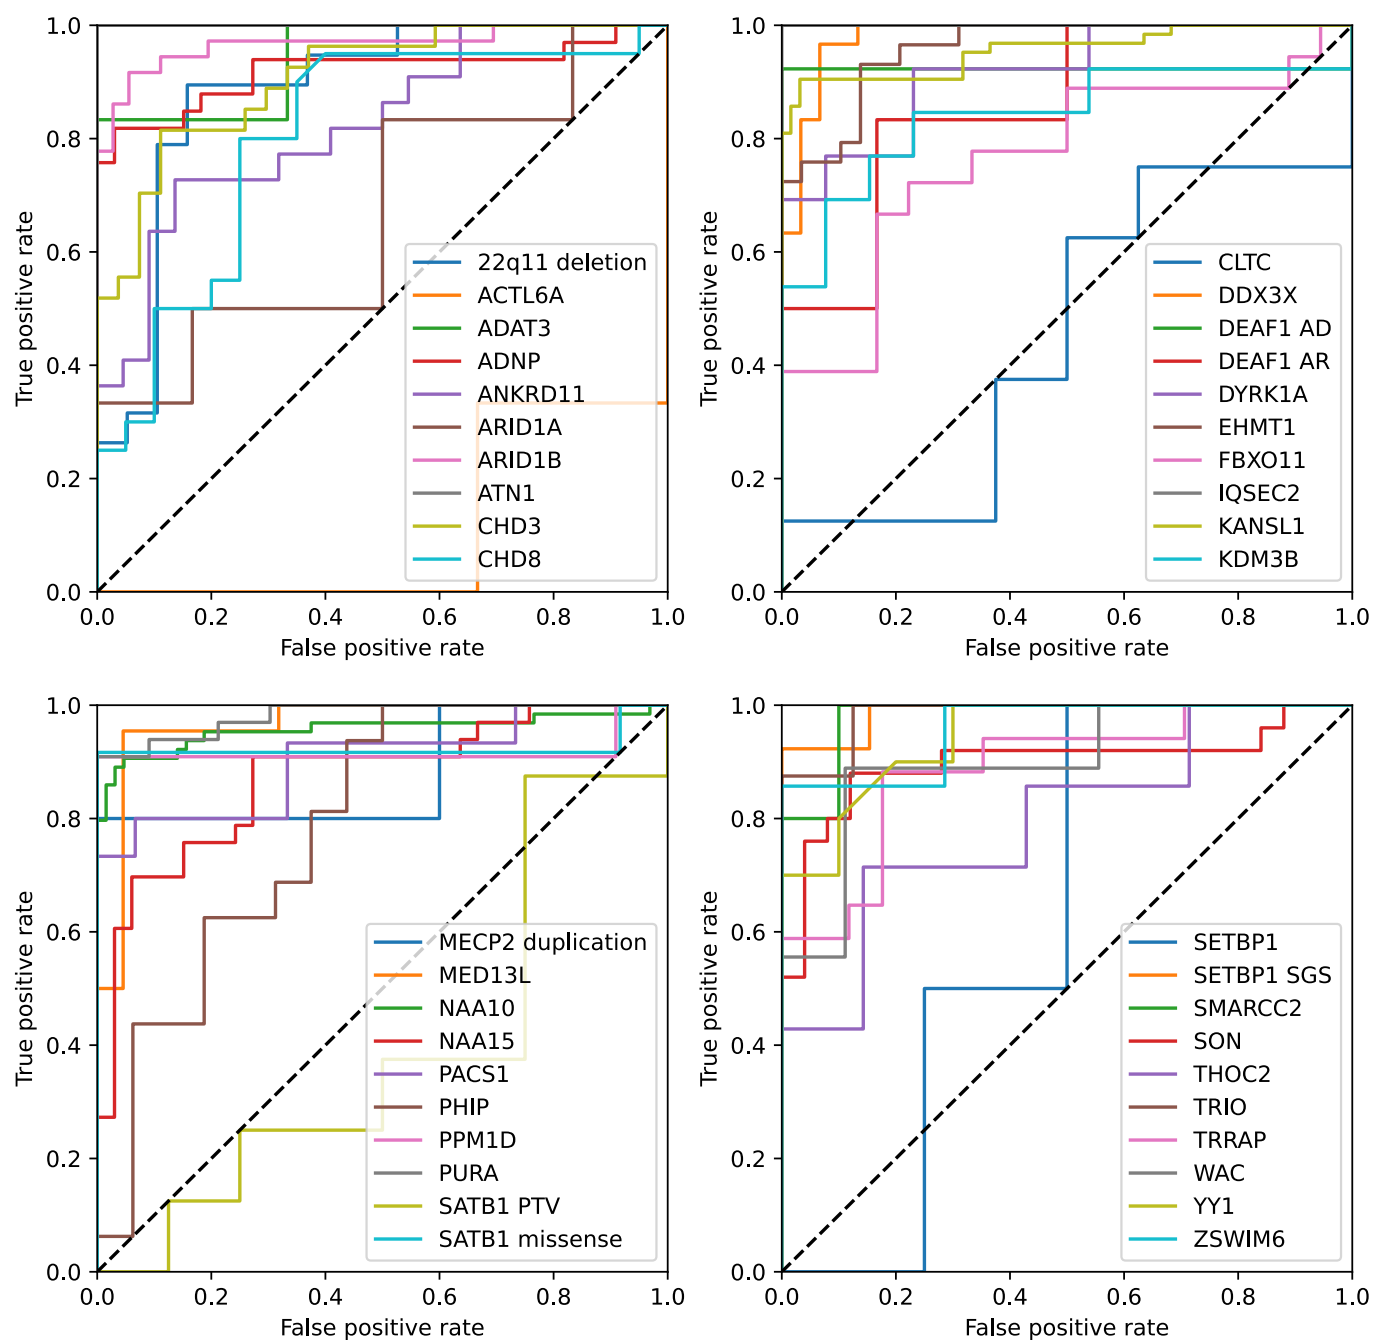 1.0
0.8
0.6
0.4
0.2
0.0
True positive rate
0.0 0.2 0.4 0.6 0.8 1.0
False positive rate
22q11 deletion
ACTL6A
ADAT3
ADNP
ANKRD11
ARID1A
ARID1B
ATN1
CHD3
CHD8
1.0
0.8
0.6
0.4
0.2
0.0
True positive rate
0.0 0.2 0.4 0.6 0.8 1.0
False positive rate
CLTC
DDX3X
DEAF1 AD
DEAF1 AR
DYRK1A
EHMT1
FBXO11
IQSEC2
KANSL1
KDM3B
1.0
0.8
0.6
0.4
0.2
0.0
True positive rate
0.0 0.2 0.4 0.6 0.8 1.0
False positive rate
MECP2 duplication
MED13L
NAA10
NAA15
PACS1
PHIP
PPM1D
PURA
SATB1 PTV
SATB1 missense
1.0
0.8
0.6
0.4
0.2
0.0
True positive rate
0.0 0.2 0.4 0.6 0.8 1.0
False positive rate
SETBP1
SETBP1 SGS
SMARCC2
SON
THOC2
TRIO
TRRAP
WAC
YY1
ZSWIM6